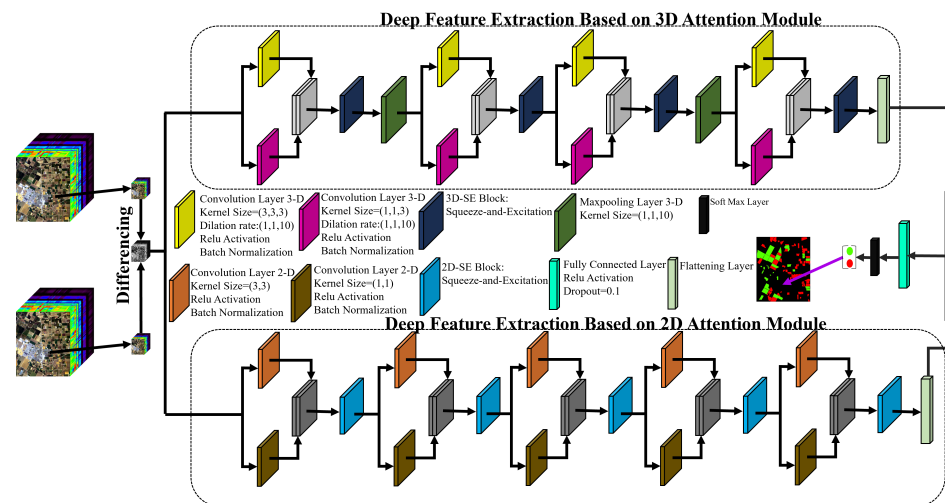 Deep Feature Extraction Based on 3D Attention Module
Differencing
Convolution Layer 3-D
Kernel Size=(3,3,3)
Dilation rate:(1,1,10)
Relu Activation
Batch Normalization
Convolution Layer 3-D
Kernel Size=(1,1,3)
Dilation rate:(1,1,10)
Relu Activation
Batch Normalization
3D-SE Block:
Squeeze-and-Excitation
Maxpooling Layer 3-D
Kernel Size=(1,1,10)
Soft Max Layer
Convolution Layer 2-D
Kernel Size=(3,3)
Relu Activation
Batch Normalization
Convolution Layer 2-D
Kernel Size=(1,1)
Relu Activation
Batch Normalization
2D-SE Block:
Squeeze-and-Excitation
Fully Connected Layer
Relu Activation
Dropout=0.1
Flattening Layer
Deep Feature Extraction Based on 2D Attention Module